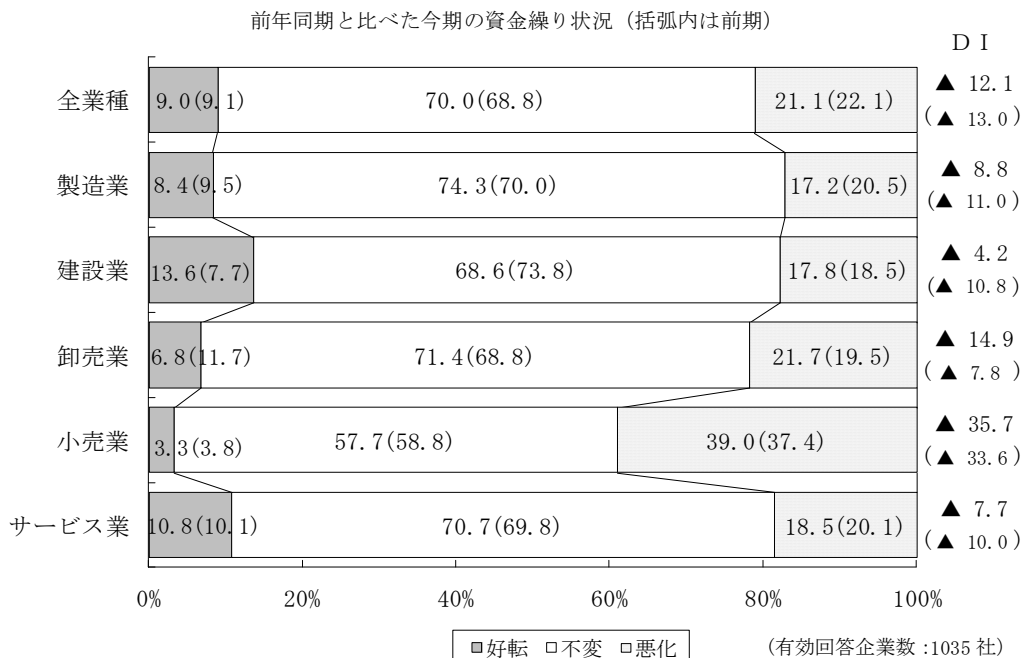 前年同期と比べた今期の資金繰り状況（括弧内は前期）
ＤＩ
全業種 9.0(9.1) 70.0(68.8) 21.1(22.1) ▲ 12.1
(▲ 13.0)
製造業 8.4(9.5) 74.3(70.0) 17.2(20.5) ▲ 8.8
(▲ 11.0)
建設業 13.6(7.7) 68.6(73.8) 17.8(18.5) ▲ 4.2
(▲ 10.8)
卸売業 6.8(11.7) 71.4(68.8) 21.7(19.5) ▲ 14.9
(▲ 7.8)
小売業 3.3(3.8) 57.7(58.8) 39.0(37.4) ▲ 35.7
(▲ 33.6)
サービス業 10.8(10.1) 70.7(69.8) 18.5(20.1) ▲ 7.7
(▲ 10.0)
0% 20% 40% 60% 80% 100%
好転 不変 悪化 (有効回答企業数:1035 社)